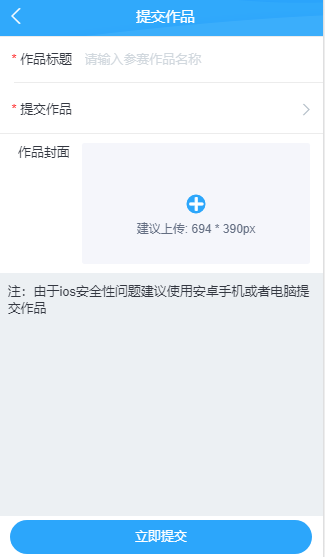 提交作品
* 作品标题 请输入参赛作品名称
* 提交作品
作品封面
建议上传: 694 * 390px
注：由于ios安全性问题建议使用安卓手机或者电脑提
交作品
立即提交